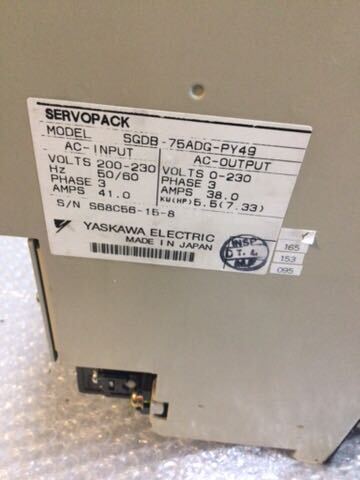 SERVOPACK
MODEL SGDB-75ADG-PY49
AC-INPUT AC-OUTPUT
VOLTS 200-230 VOLTS 0-230
Hz 50/60 PHASE 3
PHASE 3 AMPS 38.0
AMPS 41.0 KW(HP) 5.5(7.33)
S/N S68C56-15-8
YASKAWA ELECTRIC
MADE IN JAPAN
INSP
165
153
095